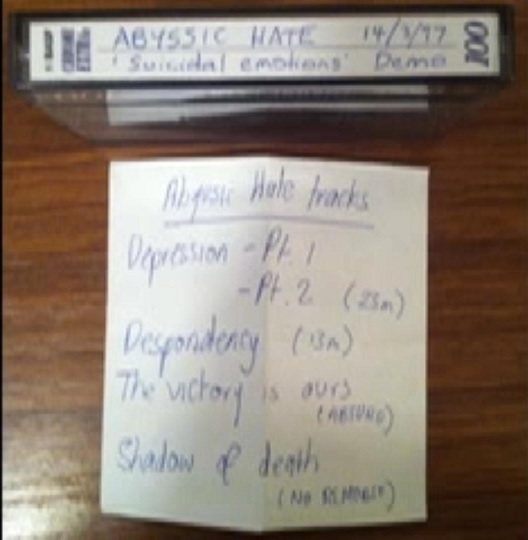 ABYSSIC HATE 14/3/97
'Suicidal emotions' Demo
100
Abyssic Hate tracks
Depression - Pt. 1
- Pt. 2 (23m)
Despondency (13m)
The victory is ours
(ABSURD)
Shadow of death
(NO REMORSE)